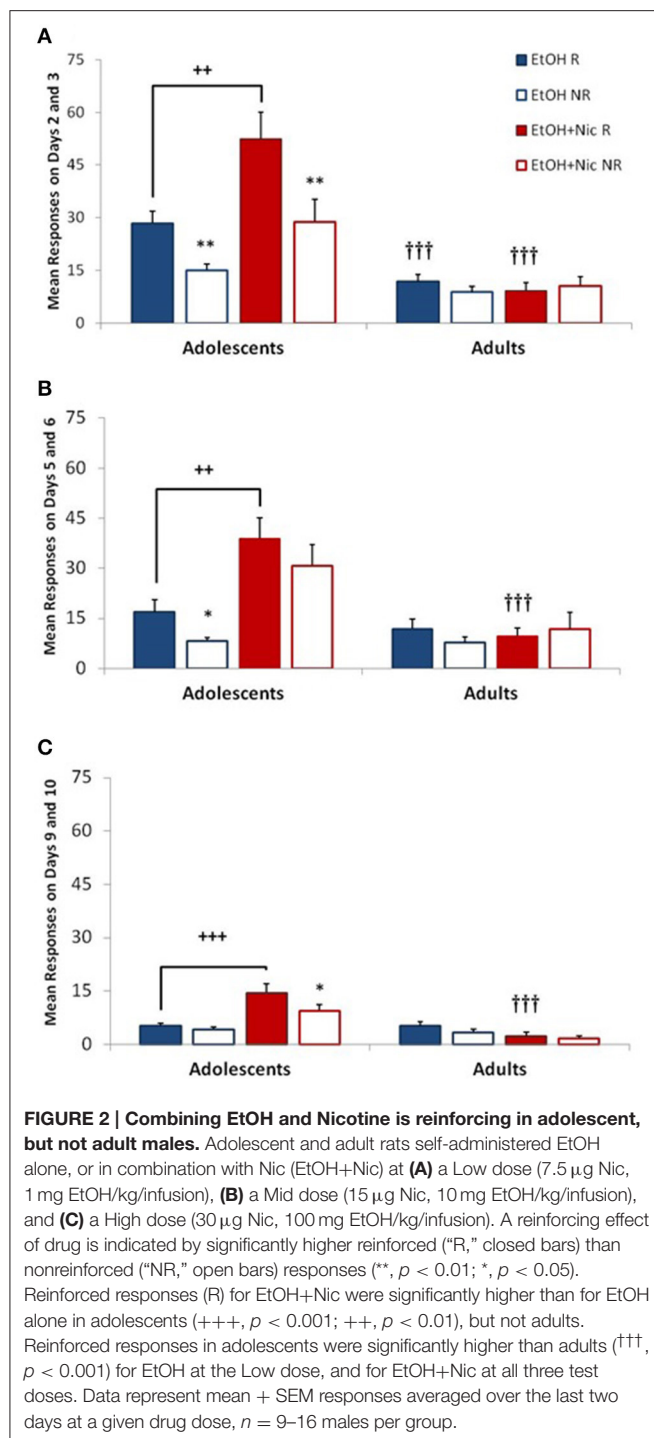 A
Mean Responses on Days 2 and 3
75
60
45
30
15
0
++
**
**
†††
†††
EtOH R
EtOH NR
EtOH+Nic R
EtOH+Nic NR
Adolescents
Adults
B
Mean Responses on Days 5 and 6
75
60
45
30
15
0
++
*
†††
Adolescents
Adults
C
Mean Responses on Days 9 and 10
75
60
45
30
15
0
+++
*
†††
Adolescents
Adults
FIGURE 2 | Combining EtOH and Nicotine is reinforcing in adolescent,
but not adult males. Adolescent and adult rats self-administered EtOH
alone, or in combination with Nic (EtOH+Nic) at (A) a Low dose (7.5 μg Nic,
1 mg EtOH/kg/infusion), (B) a Mid dose (15 μg Nic, 10 mg EtOH/kg/infusion),
and (C) a High dose (30 μg Nic, 100 mg EtOH/kg/infusion). A reinforcing effect
of drug is indicated by significantly higher reinforced (“R,” closed bars) than
nonreinforced (“NR,” open bars) responses (**, p < 0.01; *, p < 0.05).
Reinforced responses (R) for EtOH+Nic were significantly higher than for EtOH
alone in adolescents (+++, p < 0.001; ++, p < 0.01), but not adults.
Reinforced responses in adolescents were significantly higher than adults (†††,
p < 0.001) for EtOH at the Low dose, and for EtOH+Nic at all three test
doses. Data represent mean + SEM responses averaged over the last two
days at a given drug dose, n = 9–16 males per group.